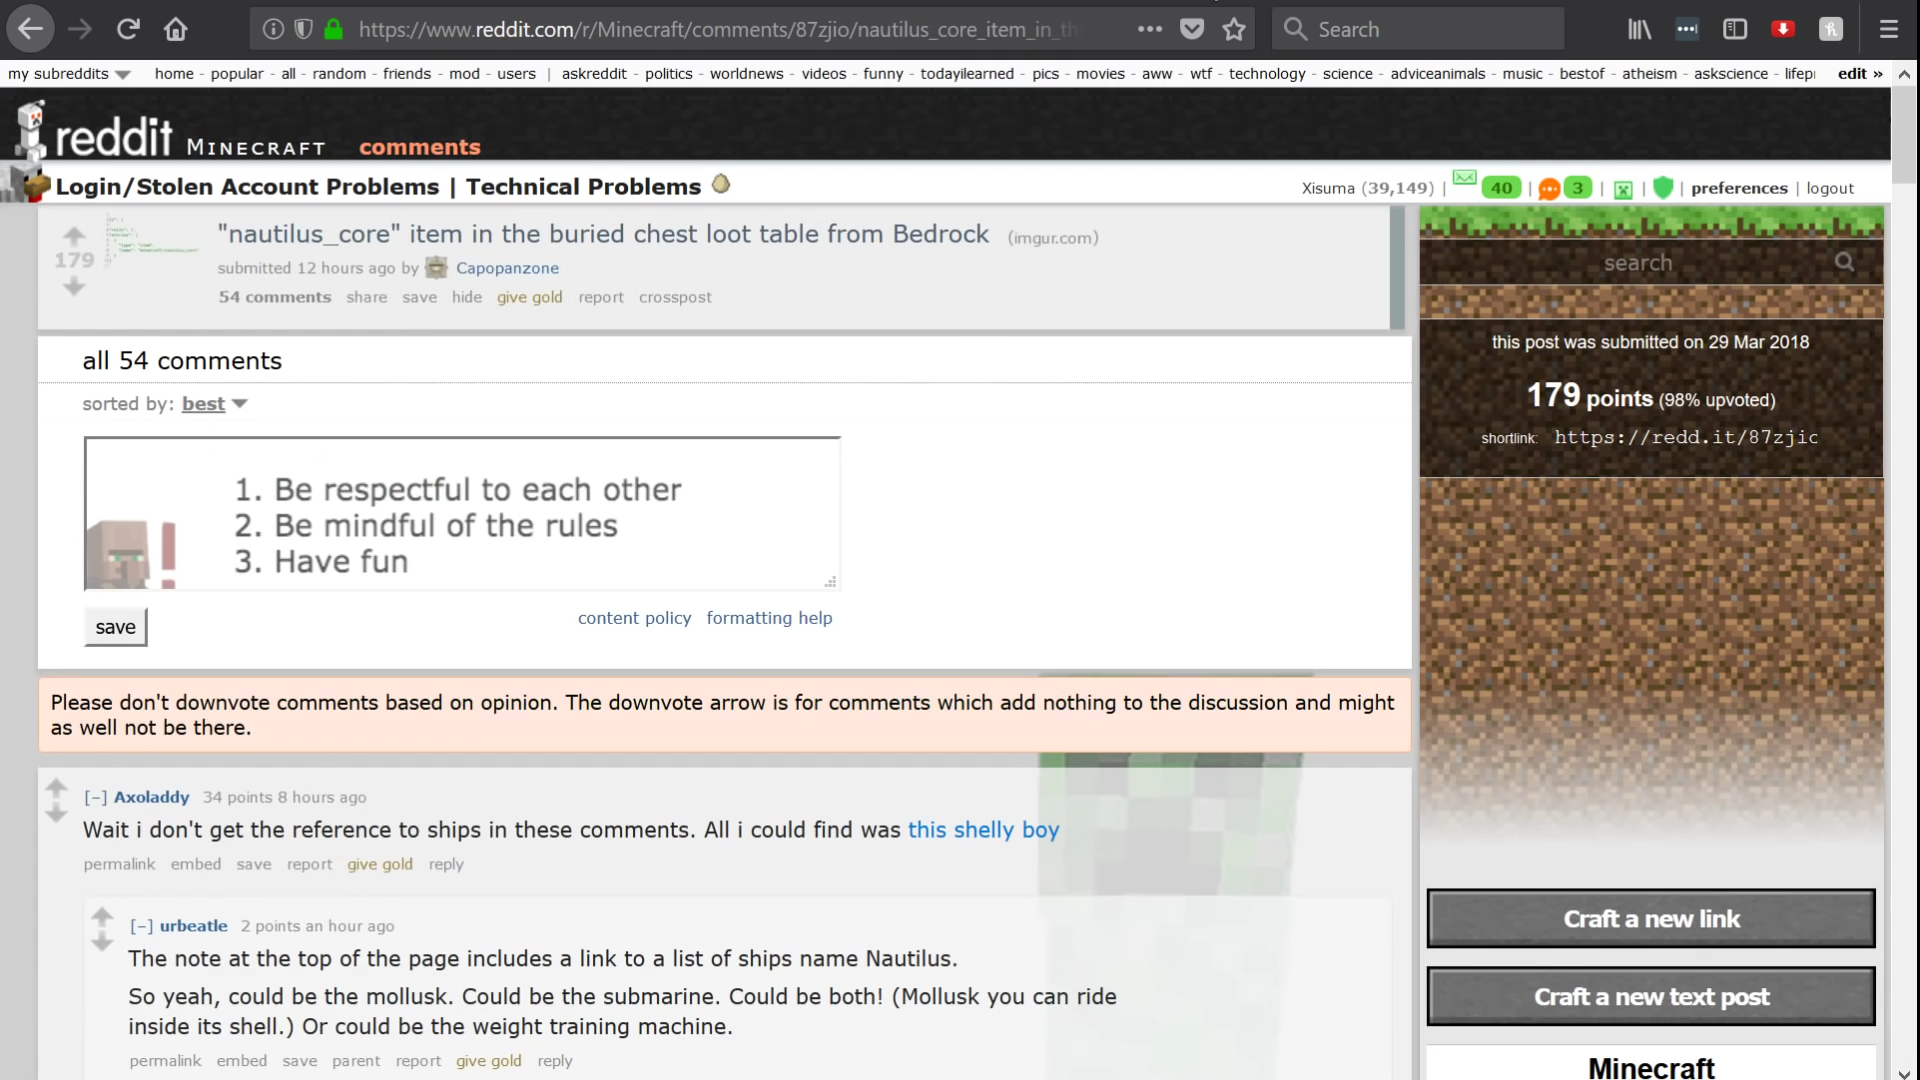 https://www.reddit.com/r/Minecraft/comments/87zjio/nautilus_core_item_in_th
Search
my subreddits home - popular - all - random - friends - mod - users | askreddit - politics - worldnews - videos - funny - todayilearned - pics - movies - aww - wtf - technology - science - adviceanimals - music - bestof - atheism - askscience - lifep edit »
reddit MINECRAFT comments
Login/Stolen Account Problems | Technical Problems
Xisuma (39,149) | 40 | 3 | | | preferences | logout
179
"nautilus_core" item in the buried chest loot table from Bedrock (imgur.com)
submitted 12 hours ago by Capopanzone
54 comments share save hide give gold report crosspost
search
this post was submitted on 29 Mar 2018
179 points (98% upvoted)
shortlink: https://redd.it/87zjic
all 54 comments
sorted by: best
1. Be respectful to each other
2. Be mindful of the rules
3. Have fun
save
content policy formatting help
Please don't downvote comments based on opinion. The downvote arrow is for comments which add nothing to the discussion and might
as well not be there.
[–] Axoladdy 34 points 8 hours ago
Wait i don't get the reference to ships in these comments. All i could find was this shelly boy
permalink embed save report give gold reply
[–] urbeatle 2 points an hour ago
The note at the top of the page includes a link to a list of ships name Nautilus.
So yeah, could be the mollusk. Could be the submarine. Could be both! (Mollusk you can ride
inside its shell.) Or could be the weight training machine.
permalink embed save parent report give gold reply
Craft a new link
Craft a new text post
Minecraft